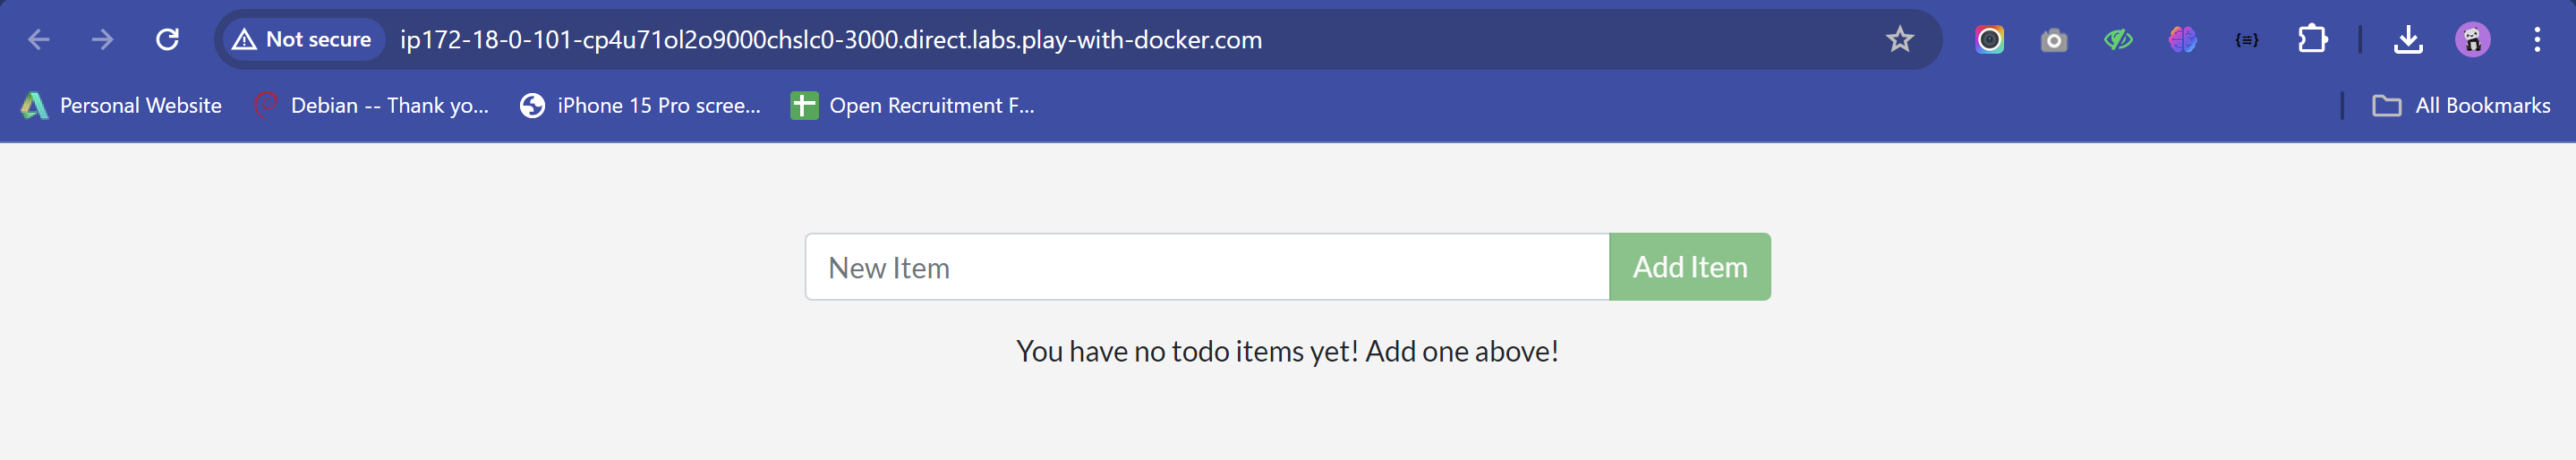 Not secure ip172-18-0-101-cp4u71ol2o9000chslc0-3000.direct.labs.play-with-docker.com {≡}
Personal Website Debian -- Thank yo... iPhone 15 Pro scree... Open Recruitment F... All Bookmarks
New Item Add Item
You have no todo items yet! Add one above!